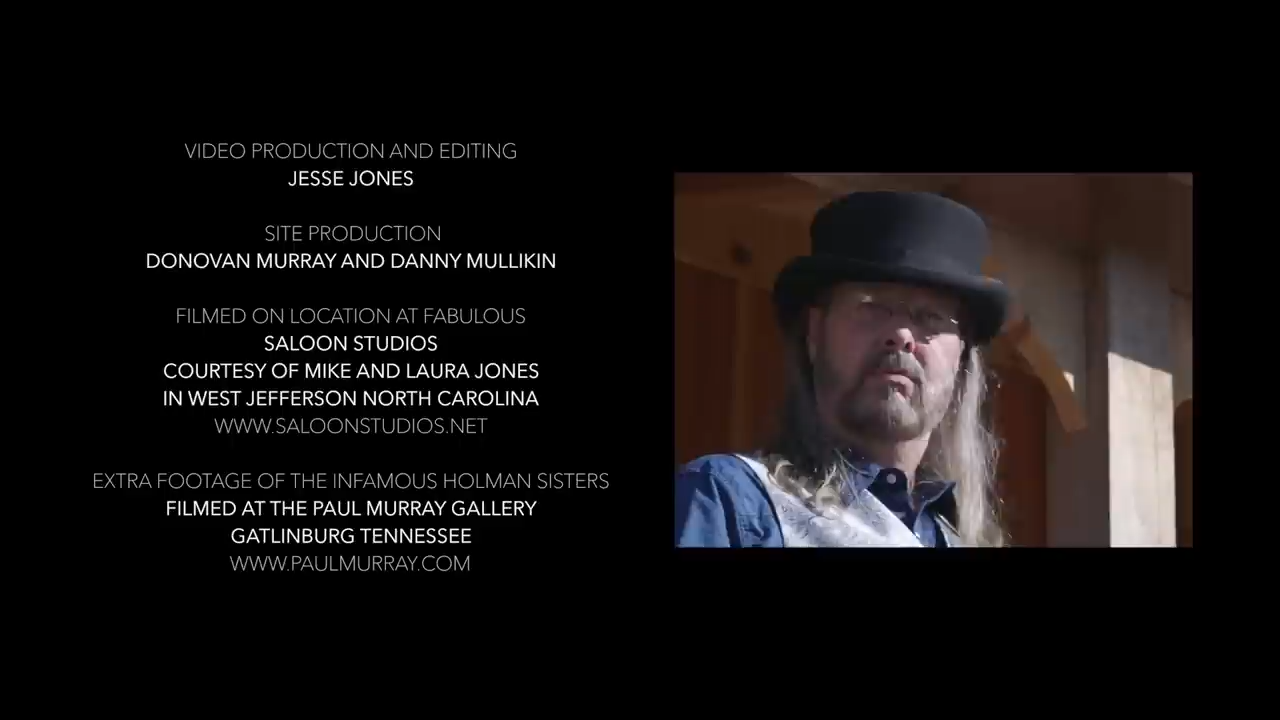 VIDEO PRODUCTION AND EDITING
JESSE JONES
SITE PRODUCTION
DONOVAN MURRAY AND DANNY MULLIKIN
FILMED ON LOCATION AT FABULOUS
SALOON STUDIOS
COURTESY OF MIKE AND LAURA JONES
IN WEST JEFFERSON NORTH CAROLINA
WWW.SALOONSTUDIOS.NET
EXTRA FOOTAGE OF THE INFAMOUS HOLMAN SISTERS
FILMED AT THE PAUL MURRAY GALLERY
GATLINBURG TENNESSEE
WWW.PAULMURRAY.COM